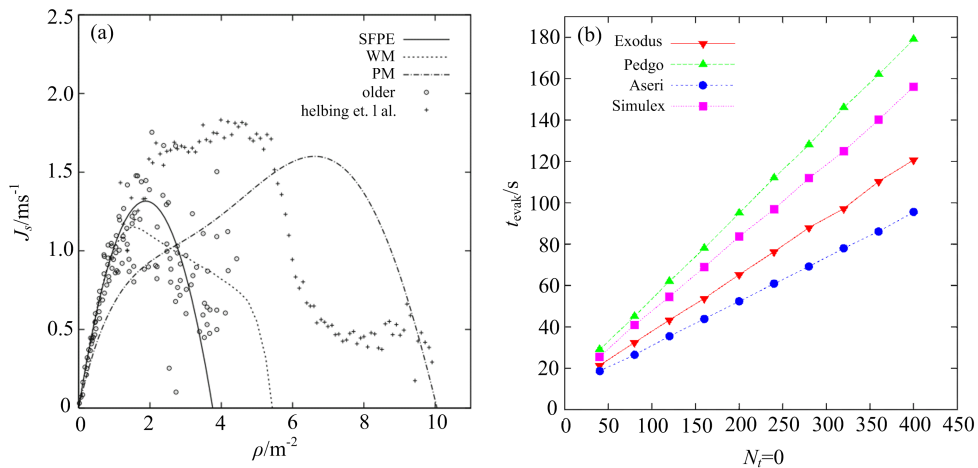 (a)
2.5
2.0
1.5
1.0
0.5
0
Jₛ/ms⁻¹
SFPE
WM
PM
older
helbing et. l al.
0 2 4 6 8 10
ρ/m⁻²
(b)
180
160
140
120
100
80
60
40
20
0
t_evak/s
Exodus
Pedgo
Aseri
Simulex
0 50 100 150 200 250 300 350 400 450
Nₜ=0